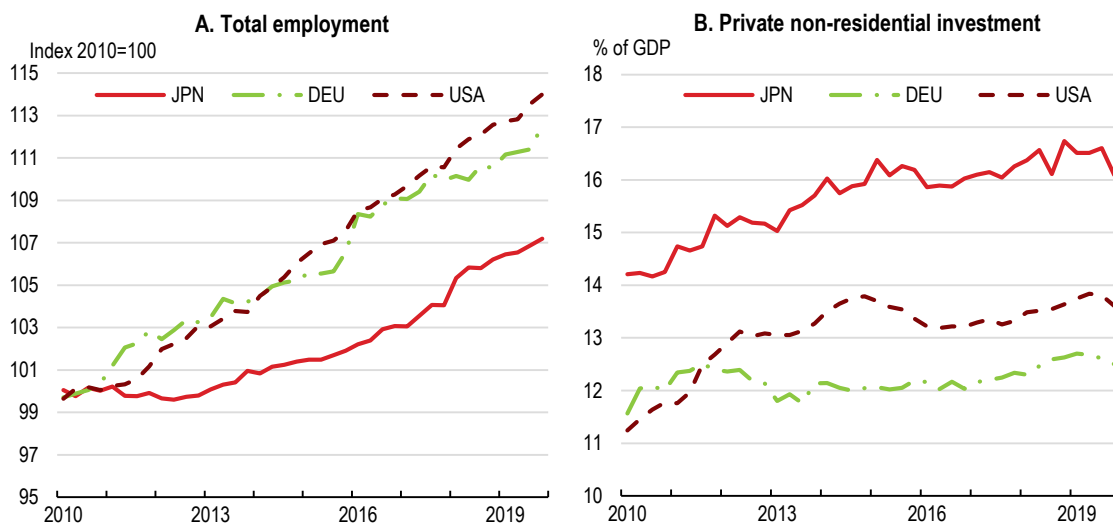 A. Total employment
Index 2010=100
115
113
111
109
107
105
103
101
99
97
95
JPN DEU USA
2010 2013 2016 2019
B. Private non-residential investment
% of GDP
18
17
16
15
14
13
12
11
10
JPN DEU USA
2010 2013 2016 2019